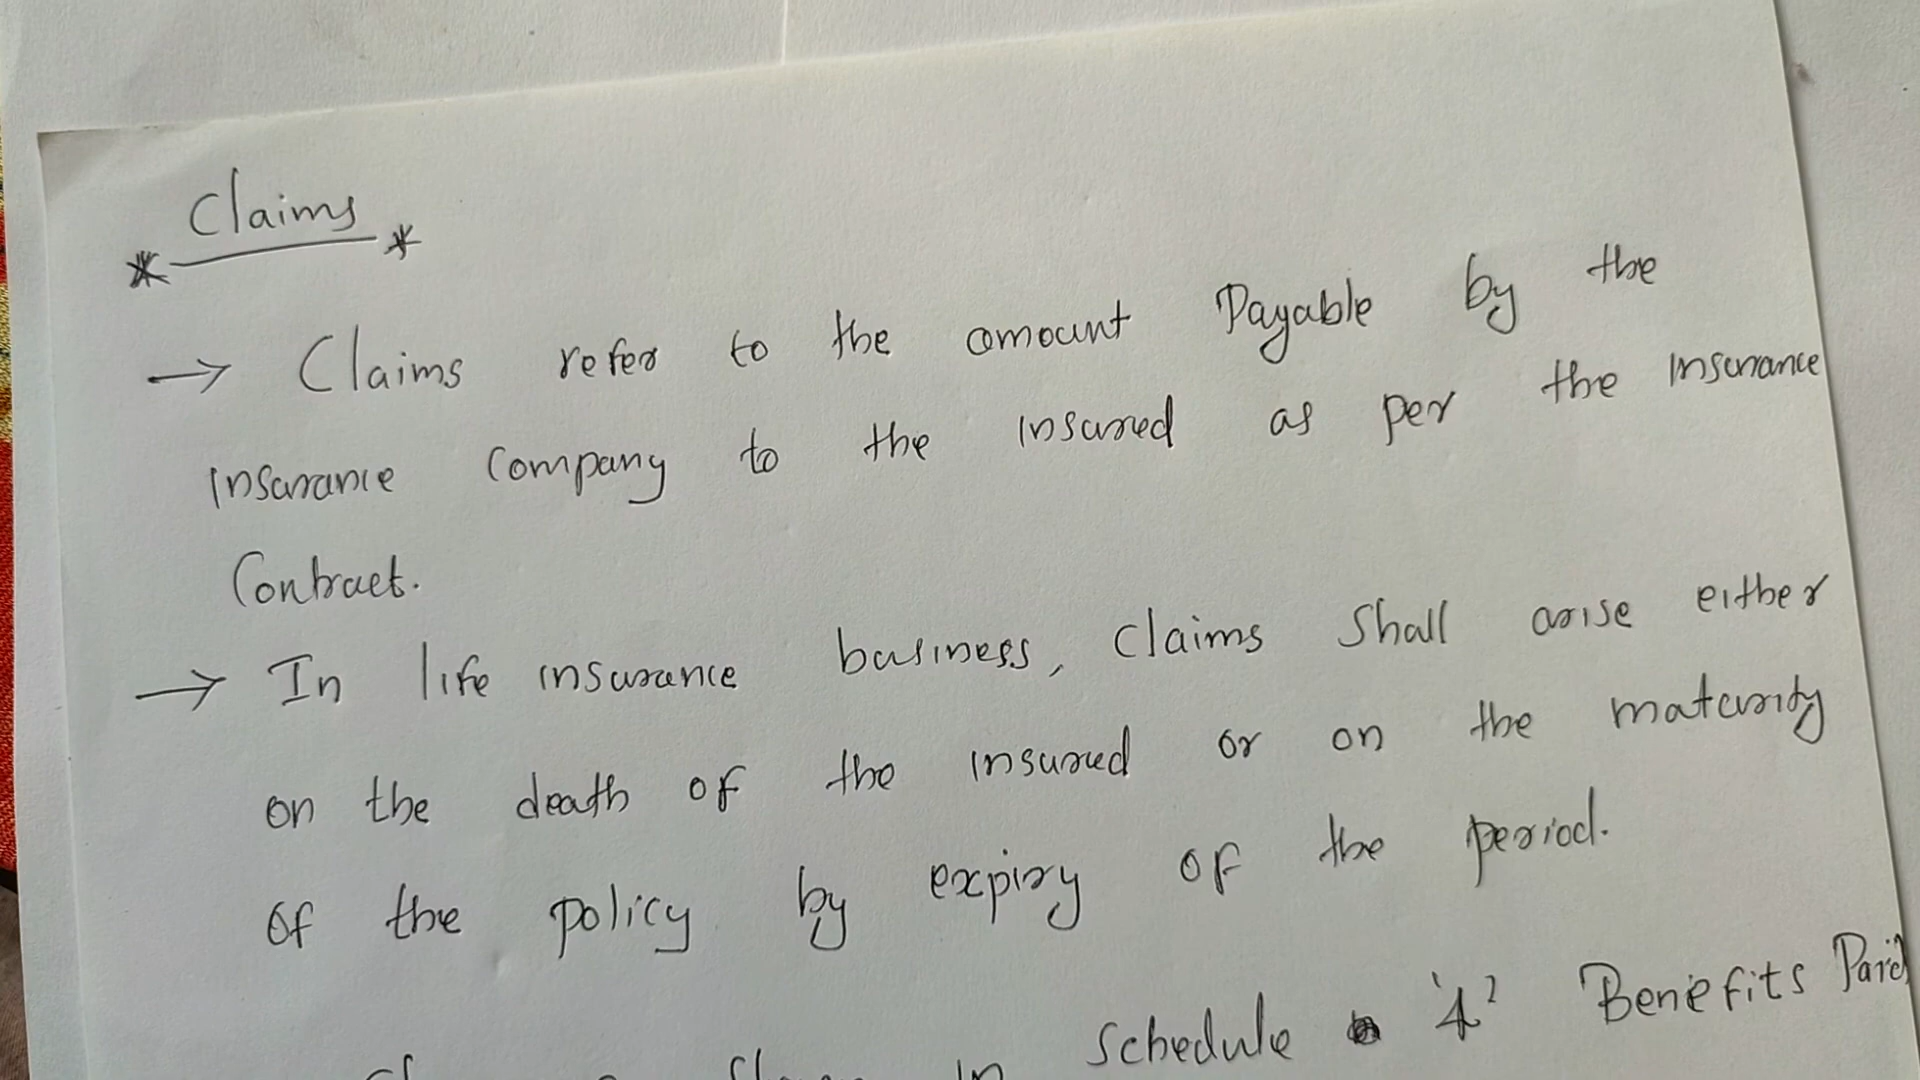 Claims
* *
→ Claims refer to the amount Payable by the
insurance Company to the insured as per the insurance
Contract.
→ In life insurance business, Claims Shall arise either
on the death of the insured or on the maturity
of the policy by expiry of the period.
in Schedule '4' Benefits Paid